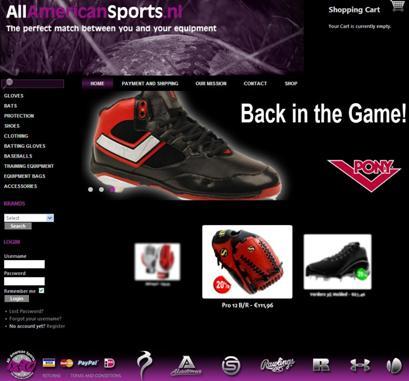 AllAmericanSports.nl
The perfect match between you and your equipment
Shopping Cart
Your Cart is currently empty.
HOME
PAYMENT AND SHIPPING
OUR MISSION
CONTACT
SHOP
GLOVES
BATS
PROTECTION
SHOES
CLOTHING
BATTING GLOVES
BASEBALLS
TRAINING EQUIPMENT
EQUIPMENT BAGS
ACCESSORIES
BRANDS
Select
Search
LOGIN
Username
Password
Remember me
Login
Lost Password?
Forgot your username?
No account yet? Register
Back in the Game!
PONY
20%
Pro 12 B/R - €111,96
PayPal
RETURNS
TERMS AND CONDITIONS
Akadema
Rawlings